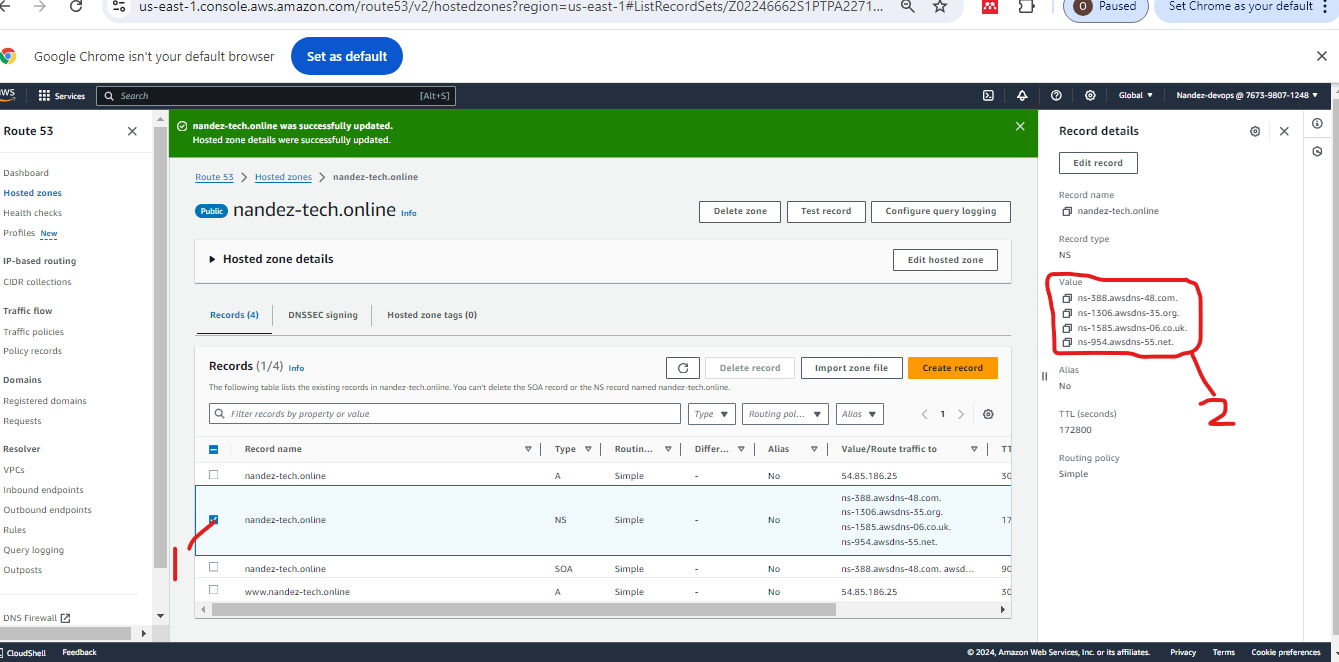 us-east-1.console.aws.amazon.com/route53/v2/hostedzones?region=us-east-1#ListRecordSets/Z02246662S1PTPA2271...
O Paused
Set Chrome as your default
Google Chrome isn't your default browser
Set as default
aws
Services
Search [Alt+S]
Global
Nandez-devops @ 7673-9807-1248
Route 53
Dashboard
Hosted zones
Health checks
Profiles New
IP-based routing
CIDR collections
Traffic flow
Traffic policies
Policy records
Domains
Registered domains
Requests
Resolver
VPCs
Inbound endpoints
Outbound endpoints
Rules
Query logging
Outposts
DNS Firewall
nandez-tech.online was successfully updated.
Hosted zone details were successfully updated.
Route 53 > Hosted zones > nandez-tech.online
Public nandez-tech.online Info
Delete zone Test record Configure query logging
Hosted zone details
Edit hosted zone
Records (4) DNSSEC signing Hosted zone tags (0)
Records (1/4) Info
Delete record Import zone file Create record
The following table lists the existing records in nandez-tech.online. You can't delete the SOA record or the NS record named nandez-tech.online.
Filter records by property or value
Type Routing pol... Alias
1
Record name Type Routin... Differ... Alias Value/Route traffic to TT
nandez-tech.online A Simple - No 54.85.186.25 30
nandez-tech.online NS Simple - No
ns-388.awsdns-48.com.
ns-1306.awsdns-35.org.
ns-1585.awsdns-06.co.uk.
ns-954.awsdns-55.net.
17
nandez-tech.online SOA Simple - No ns-388.awsdns-48.com. awsd... 90
www.nandez-tech.online A Simple - No 54.85.186.25 30
1
Record details
Edit record
Record name
nandez-tech.online
Record type
NS
Value
ns-388.awsdns-48.com.
ns-1306.awsdns-35.org.
ns-1585.awsdns-06.co.uk.
ns-954.awsdns-55.net.
2
Alias
No
TTL (seconds)
172800
Routing policy
Simple
CloudShell Feedback
© 2024, Amazon Web Services, Inc. or its affiliates. Privacy Terms Cookie preferences